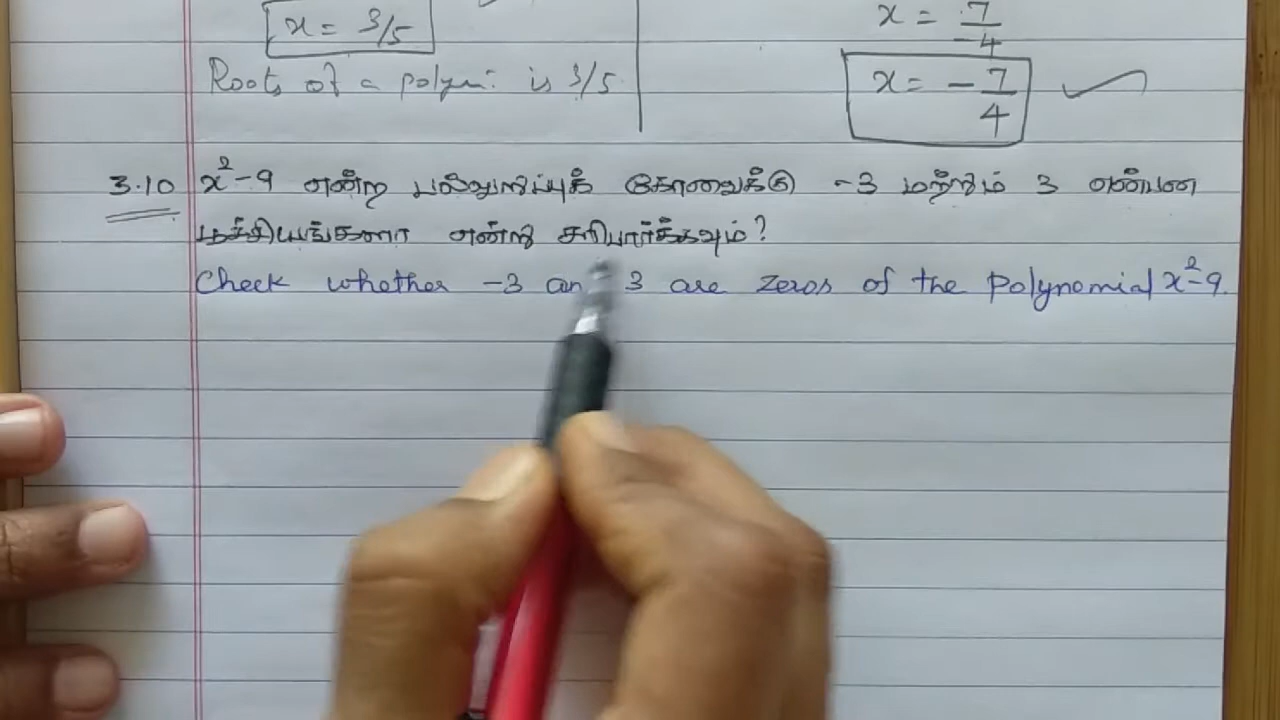 x = 3/5
Roots of a polym: is 3/5.
x = 7/-4
x = -7/4
3.10 x²-9 என்ற பல்லுறுப்புக் கோவைக்கு -3 மற்றும் 3 என்பன
பூச்சியங்களா என்று சரிபார்க்கவும்?
Check whether -3 an 3 are zeros of the polynomial x²-9.